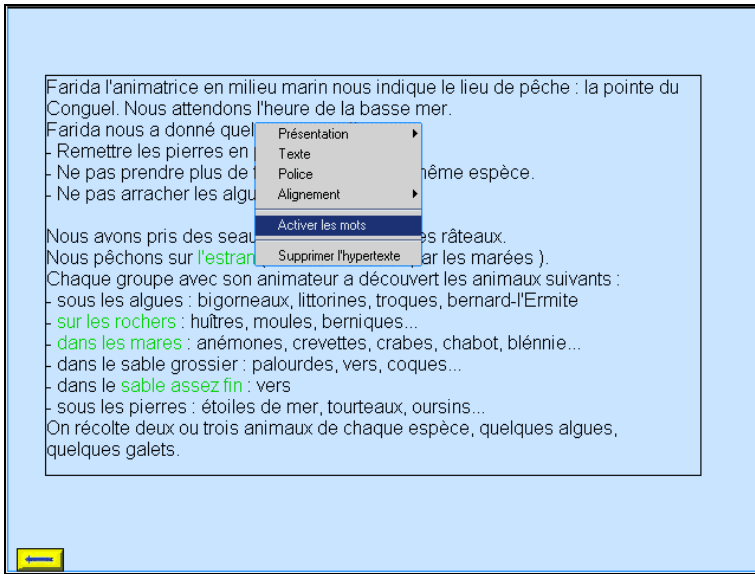 Farida l'animatrice en milieu marin nous indique le lieu de pêche : la pointe du
Conguel. Nous attendons l'heure de la basse mer.
Farida nous a donné
- Remettre les pierres en
- Ne pas prendre plus de même espèce.
- Ne pas arracher les
Présentation
Texte
Police
Alignement
Activer les mots
Supprimer l'hypertexte
Nous avons pris des râteaux.
Nous pêchons sur l'estran par les marées ).
Chaque groupe avec son animateur a découvert les animaux suivants :
- sous les algues : bigorneaux, littorines, troques, bernard-l'Ermite
- sur les rochers : huîtres, moules, berniques...
- dans les mares : anémones, crevettes, crabes, chabot, blénnie...
- dans le sable grossier : palourdes, vers, coques...
- dans le sable assez fin : vers
- sous les pierres : étoiles de mer, tourteaux, oursins...
On récolte deux ou trois animaux de chaque espèce, quelques algues,
quelques galets.